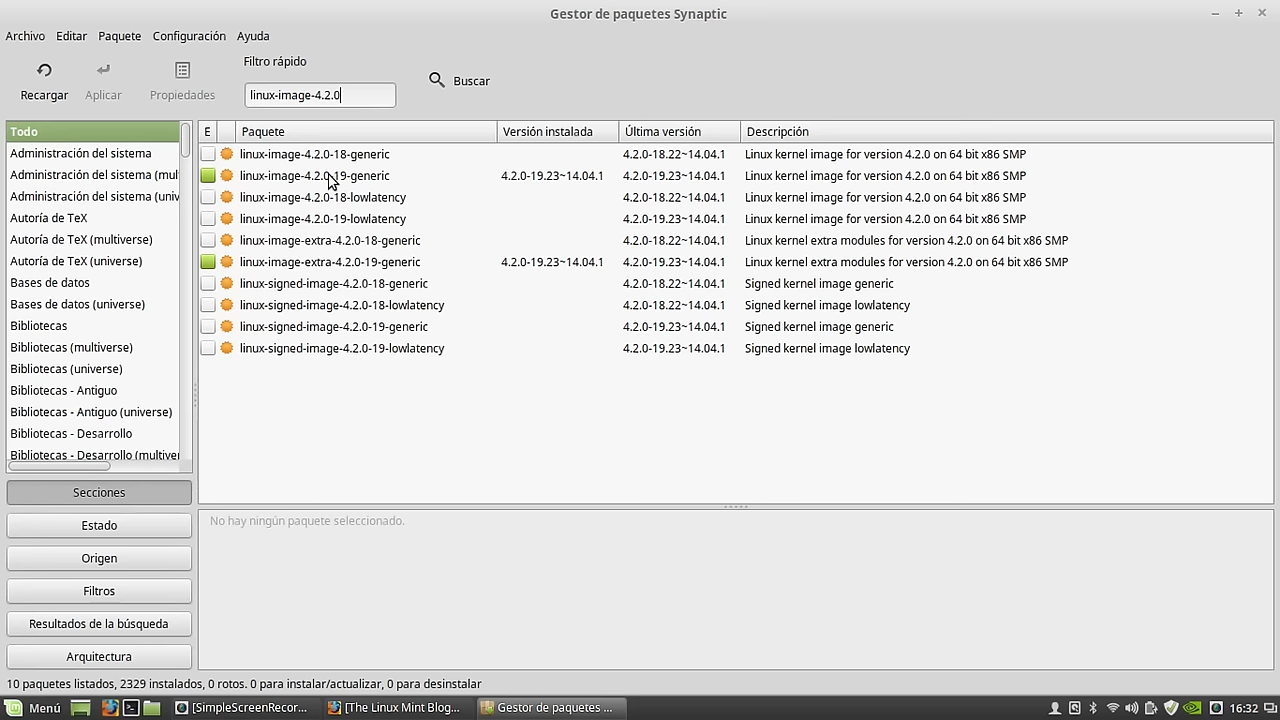 Gestor de paquetes Synaptic
Archivo Editar Paquete Configuración Ayuda
Recargar Aplicar Propiedades
Filtro rápido
linux-image-4.2.0
Buscar
Todo
Administración del sistema
Administración del sistema (mul
Administración del sistema (univ
Autoría de TeX
Autoría de TeX (multiverse)
Autoría de TeX (universe)
Bases de datos
Bases de datos (universe)
Bibliotecas
Bibliotecas (multiverse)
Bibliotecas (universe)
Bibliotecas - Antiguo
Bibliotecas - Antiguo (universe)
Bibliotecas - Desarrollo
Bibliotecas - Desarrollo (multiver
Secciones
Estado
Origen
Filtros
Resultados de la búsqueda
Arquitectura
E Paquete Versión instalada Última versión Descripción
linux-image-4.2.0-18-generic 4.2.0-18.22~14.04.1 Linux kernel image for version 4.2.0 on 64 bit x86 SMP
linux-image-4.2.0-19-generic 4.2.0-19.23~14.04.1 4.2.0-19.23~14.04.1 Linux kernel image for version 4.2.0 on 64 bit x86 SMP
linux-image-4.2.0-18-lowlatency 4.2.0-18.22~14.04.1 Linux kernel image for version 4.2.0 on 64 bit x86 SMP
linux-image-4.2.0-19-lowlatency 4.2.0-19.23~14.04.1 Linux kernel image for version 4.2.0 on 64 bit x86 SMP
linux-image-extra-4.2.0-18-generic 4.2.0-18.22~14.04.1 Linux kernel extra modules for version 4.2.0 on 64 bit x86 SMP
linux-image-extra-4.2.0-19-generic 4.2.0-19.23~14.04.1 4.2.0-19.23~14.04.1 Linux kernel extra modules for version 4.2.0 on 64 bit x86 SMP
linux-signed-image-4.2.0-18-generic 4.2.0-18.22~14.04.1 Signed kernel image generic
linux-signed-image-4.2.0-18-lowlatency 4.2.0-18.22~14.04.1 Signed kernel image lowlatency
linux-signed-image-4.2.0-19-generic 4.2.0-19.23~14.04.1 Signed kernel image generic
linux-signed-image-4.2.0-19-lowlatency 4.2.0-19.23~14.04.1 Signed kernel image lowlatency
No hay ningún paquete seleccionado.
10 paquetes listados, 2329 instalados, 0 rotos. 0 para instalar/actualizar, 0 para desinstalar
Menú [SimpleScreenRecor... [The Linux Mint Blog... Gestor de paquetes ... 16:32